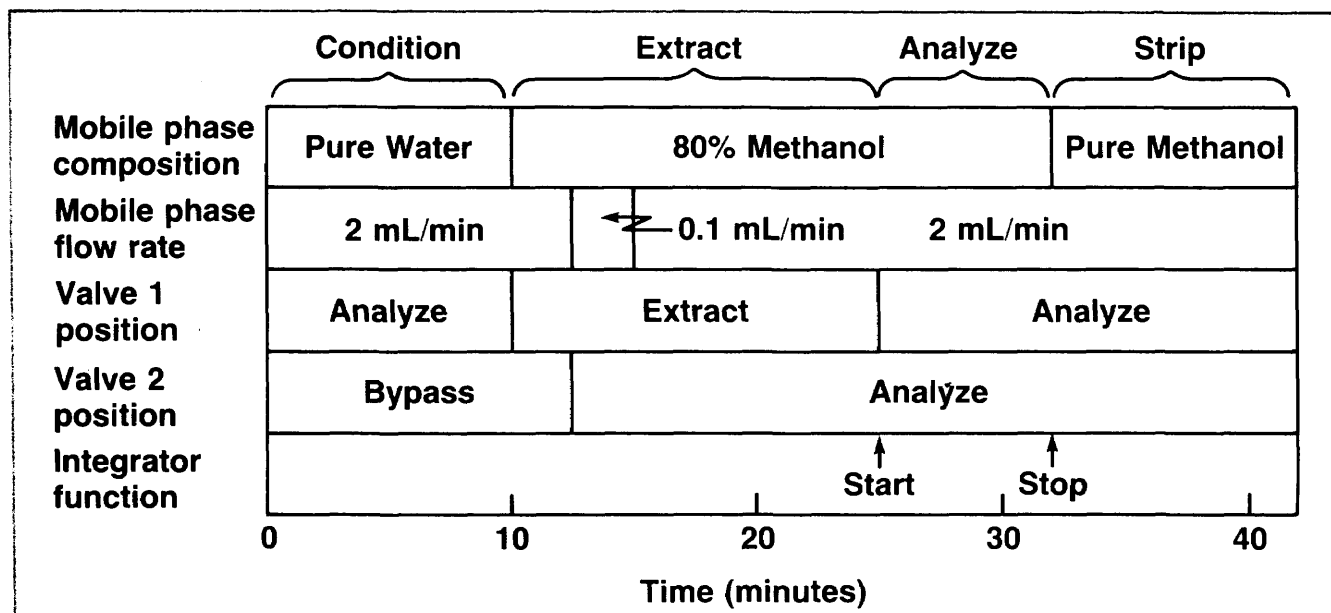 Condition Extract Analyze Strip
Mobile phase
composition
Pure Water 80% Methanol Pure Methanol
Mobile phase
flow rate
2 mL/min 0.1 mL/min 2 mL/min
Valve 1
position
Analyze Extract Analyze
Valve 2
position
Bypass Analyze
Integrator
function
Start Stop
0 10 20 30 40
Time (minutes)